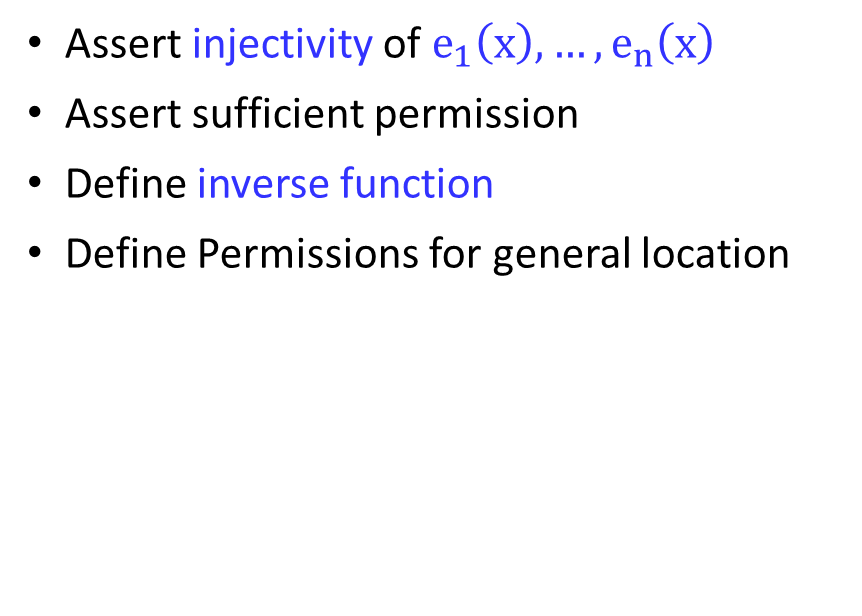 • Assert injectivity of e₁(x), … , eₙ(x)
• Assert sufficient permission
• Define inverse function
• Define Permissions for general location